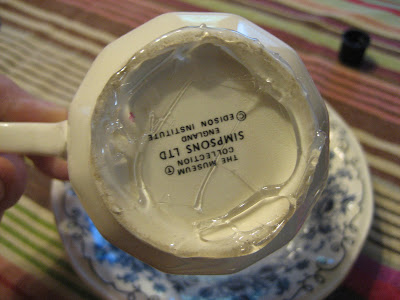 THE MUSEUM ®
COLLECTION
SIMPSONS LTD
ENGLAND
© EDISON INSTITUTE